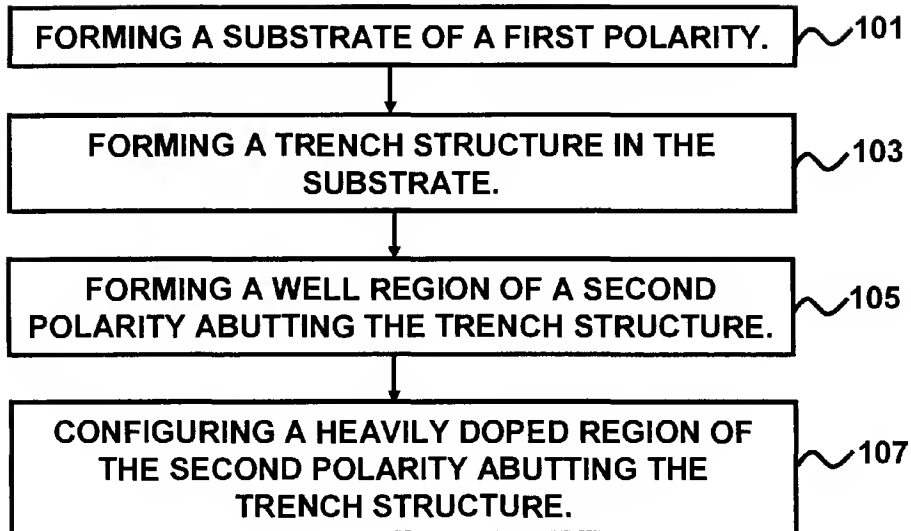 FORMING A SUBSTRATE OF A FIRST POLARITY. 101
FORMING A TRENCH STRUCTURE IN THE
SUBSTRATE. 103
FORMING A WELL REGION OF A SECOND
POLARITY ABUTTING THE TRENCH STRUCTURE. 105
CONFIGURING A HEAVILY DOPED REGION OF
THE SECOND POLARITY ABUTTING THE
TRENCH STRUCTURE. 107